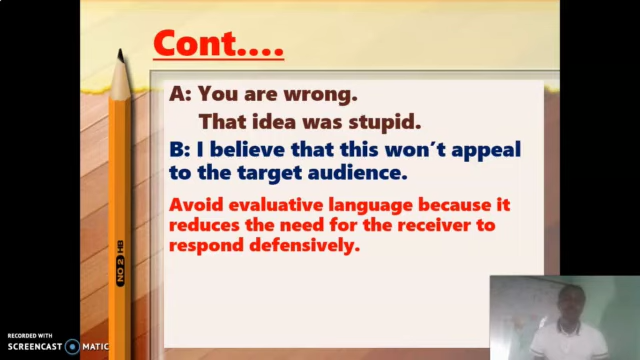 Cont....
A: You are wrong.
That idea was stupid.
B: I believe that this won't appeal
to the target audience.
Avoid evaluative language because it
reduces the need for the receiver to
respond defensively.
NO 2 HB
RECORDED WITH
SCREENCAST MATIC